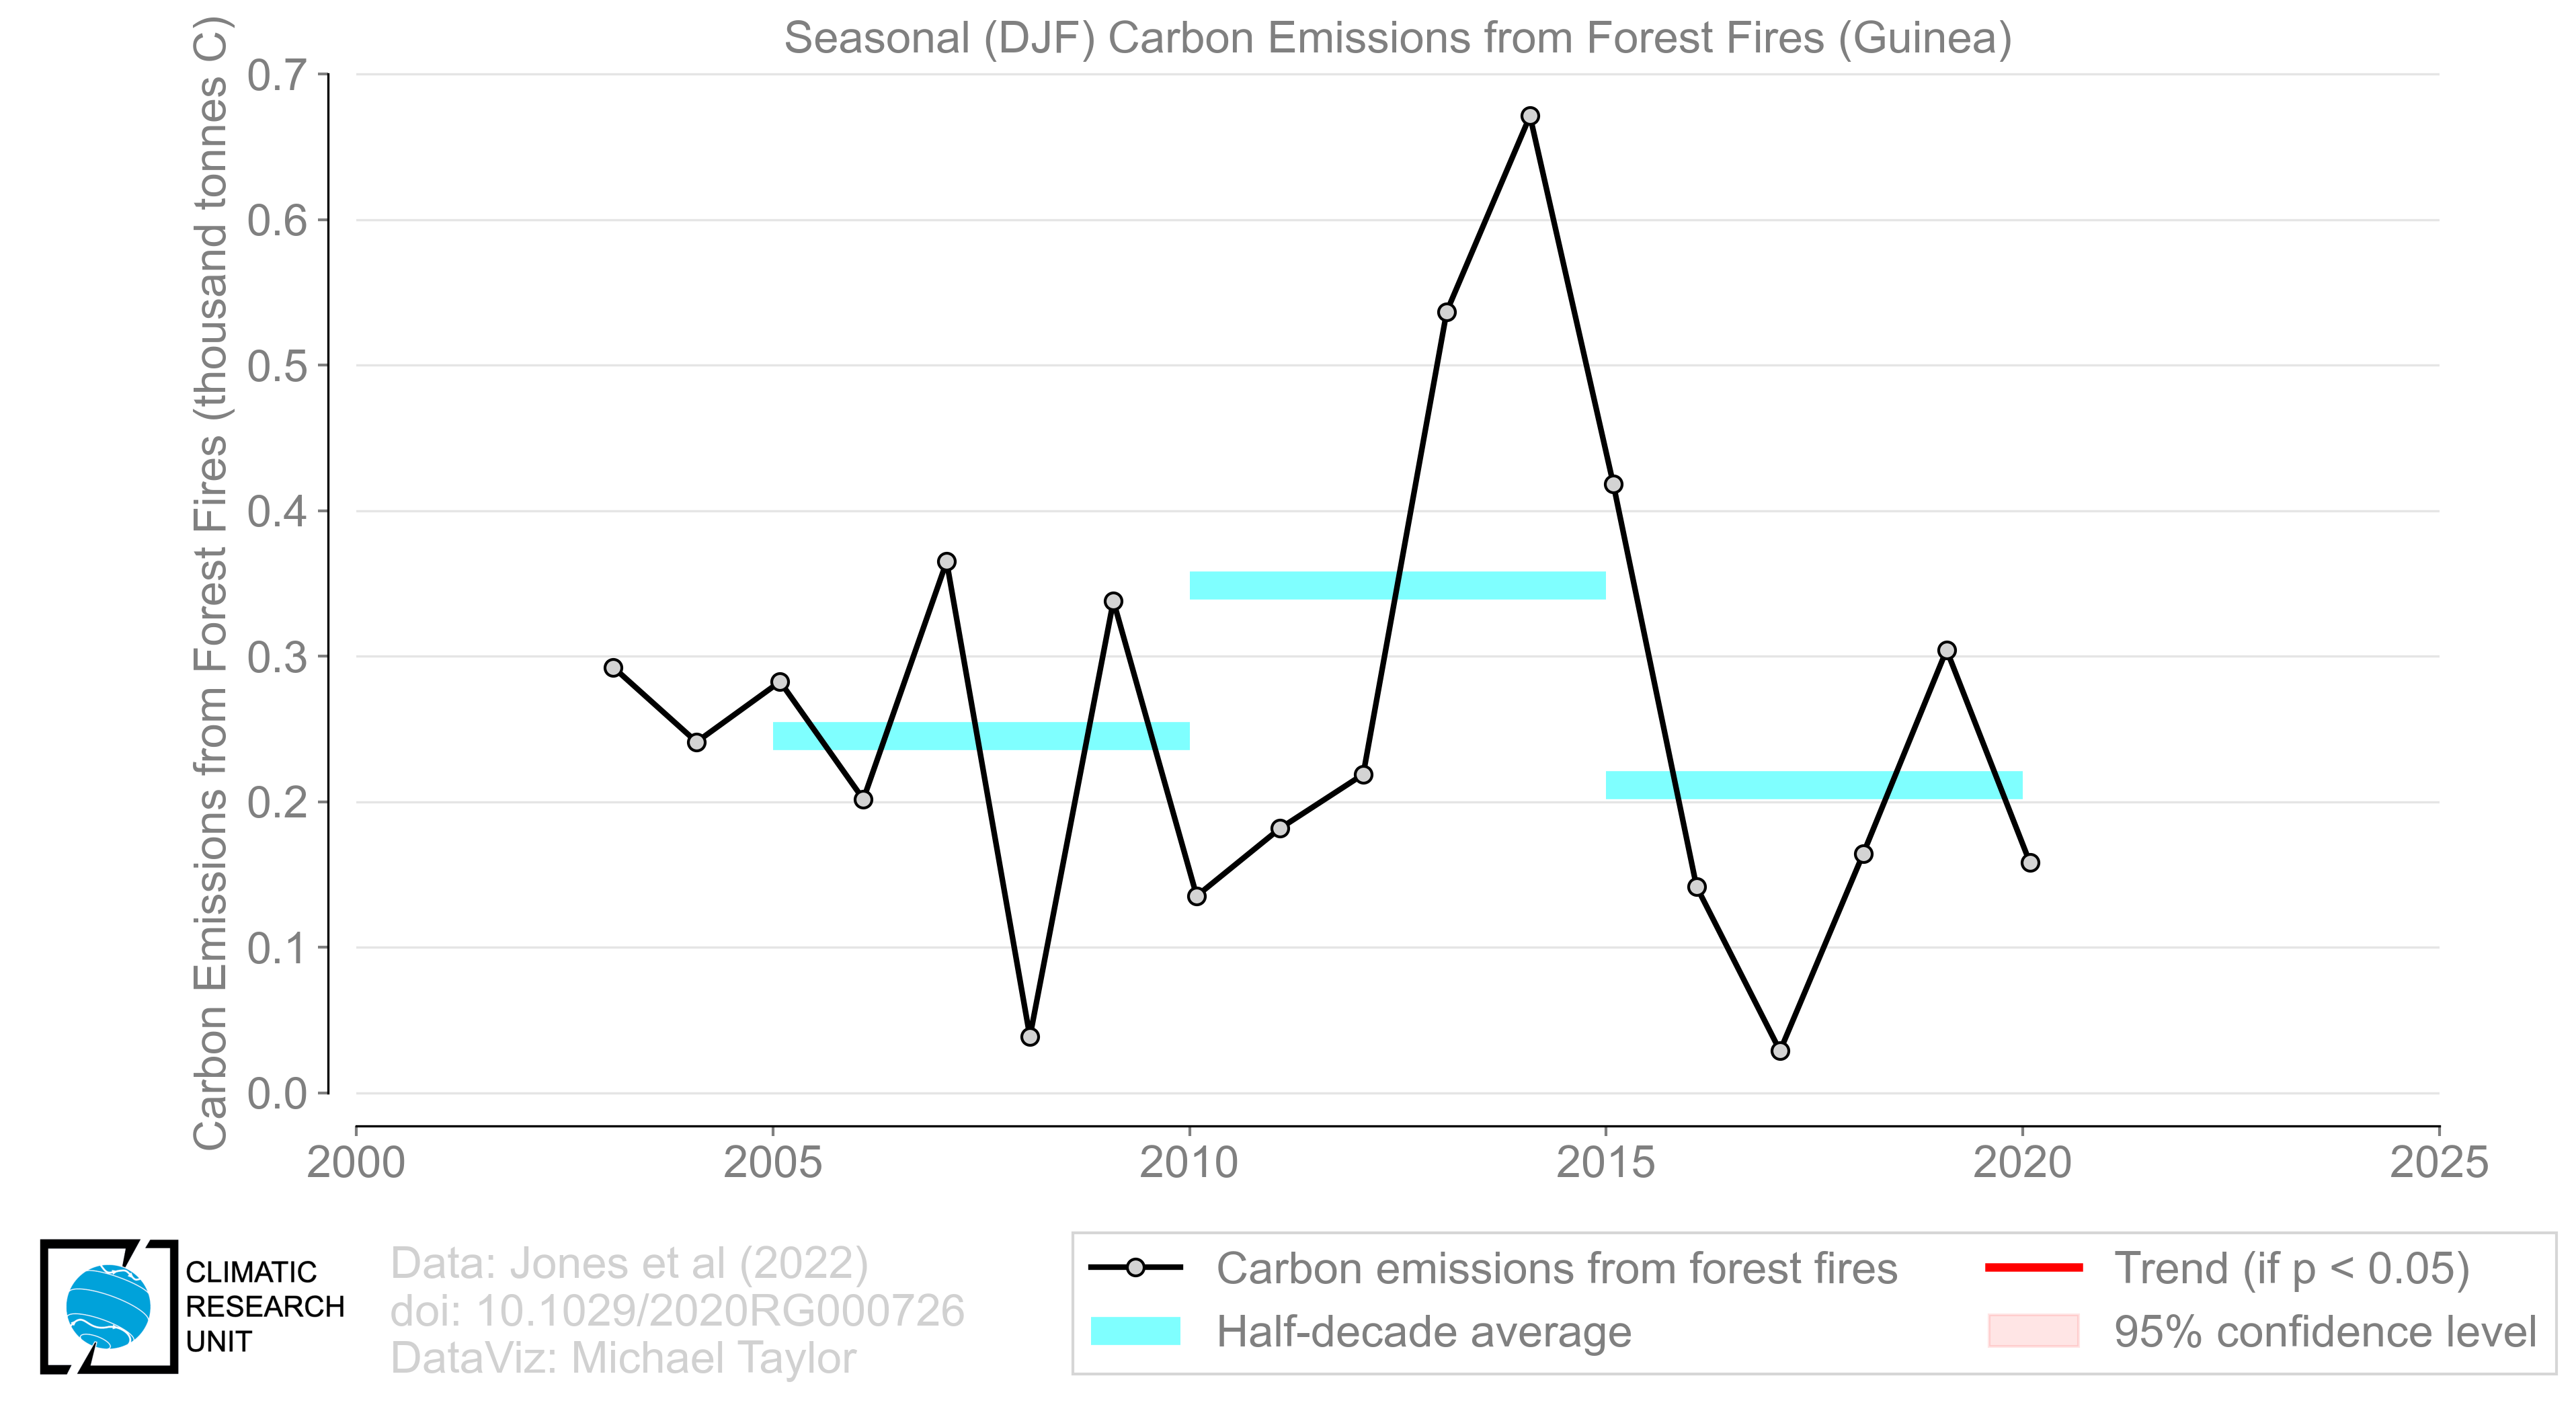 Seasonal (DJF) Carbon Emissions from Forest Fires (Guinea)
Carbon Emissions from Forest Fires (thousand tonnes C)
0.7
0.6
0.5
0.4
0.3
0.2
0.1
0.0
2000 2005 2010 2015 2020 2025
CLIMATIC
RESEARCH
UNIT
Data: Jones et al (2022)
doi: 10.1029/2020RG000726
DataViz: Michael Taylor
Carbon emissions from forest fires
Half-decade average
Trend (if p < 0.05)
95% confidence level